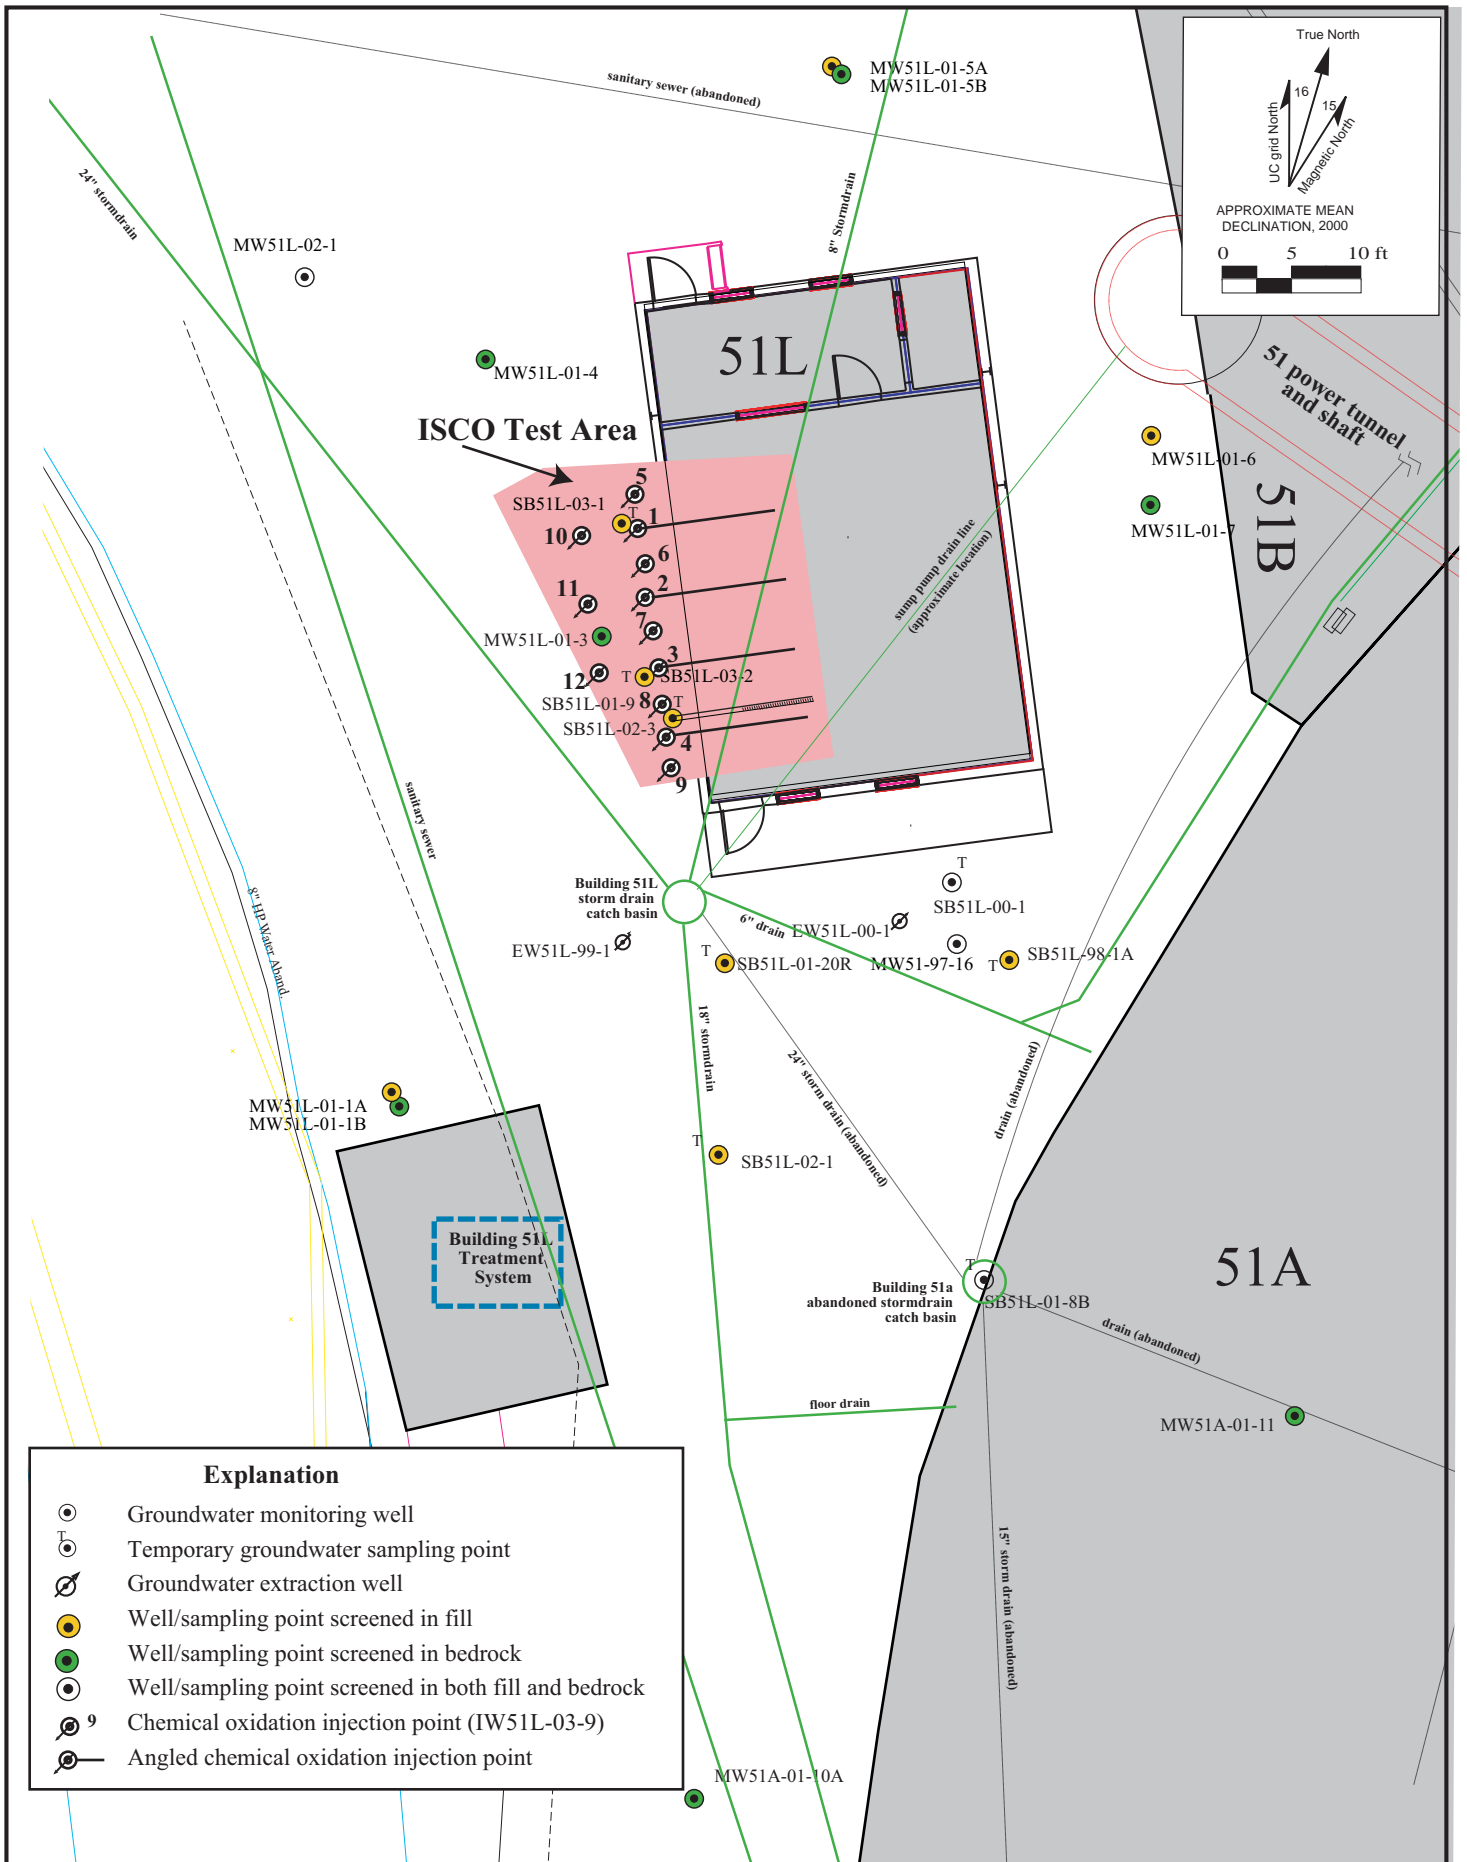 MW51L-01-5A
MW51L-01-5B
sanitary sewer (abandoned)
True North
16
15
UC grid North
Magnetic North
APPROXIMATE MEAN
DECLINATION, 2000
0 5 10 ft
24" stormdrain
8" Stormdrain
MW51L-02-1
MW51L-01-4
51L
51 power tunnel
and shaft
ISCO Test Area
MW51L-01-6
MW51L-01-7
51B
5
SB51L-03-1
T
1
10
6
2
11
7
MW51L-01-3
3
T
SB51L-03-2
12
SB51L-01-9
8
T
SB51L-02-3
4
9
sump pump drain line
(approximate location)
sanitary sewer
8" HP Water Aband.
Building 51L
storm drain
catch basin
T
SB51L-00-1
6" drain
EW51L-00-1
EW51L-99-1
T
SB51L-01-20R
MW51-97-16
T
SB51L-98-1A
18" stormdrain
24" storm drain (abandoned)
drain (abandoned)
MW51L-01-1A
MW51L-01-1B
T
SB51L-02-1
Building 51L
Treatment
System
51A
T
Building 51a
abandoned stormdrain
catch basin
SB51L-01-8B
drain (abandoned)
floor drain
MW51A-01-11
15" storm drain (abandoned)
Explanation
Groundwater monitoring well
T
Temporary groundwater sampling point
Groundwater extraction well
Well/sampling point screened in fill
Well/sampling point screened in bedrock
Well/sampling point screened in both fill and bedrock
9 Chemical oxidation injection point (IW51L-03-9)
Angled chemical oxidation injection point
MW51A-01-10A